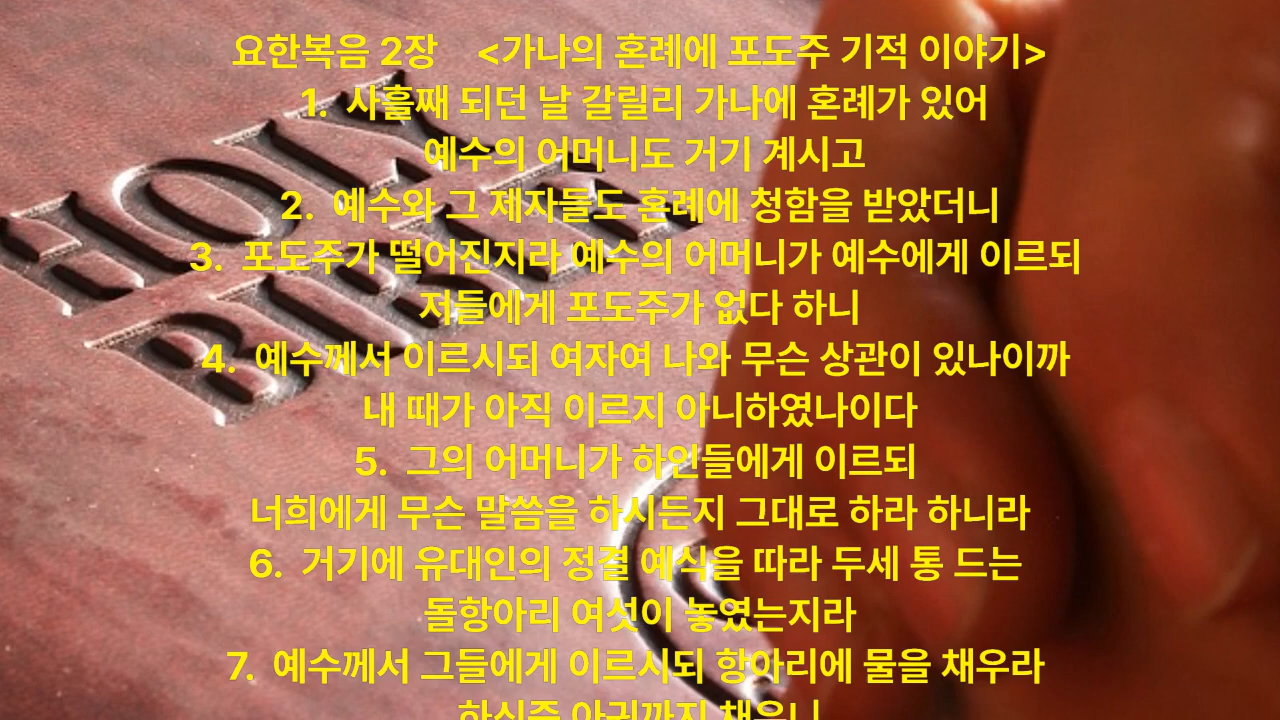 요한복음 2장 <가나의 혼례에 포도주 기적 이야기>
1. 사흘째 되던 날 갈릴리 가나에 혼례가 있어
예수의 어머니도 거기 계시고
2. 예수와 그 제자들도 혼례에 청함을 받았더니
3. 포도주가 떨어진지라 예수의 어머니가 예수에게 이르되
저들에게 포도주가 없다 하니
4. 예수께서 이르시되 여자여 나와 무슨 상관이 있나이까
내 때가 아직 이르지 아니하였나이다
5. 그의 어머니가 하인들에게 이르되
너희에게 무슨 말씀을 하시든지 그대로 하라 하니라
6. 거기에 유대인의 정결 예식을 따라 두세 통 드는
돌항아리 여섯이 놓였는지라
7. 예수께서 그들에게 이르시되 항아리에 물을 채우라
하신즉 아귀까지 채우니
HOLY
BIBLE